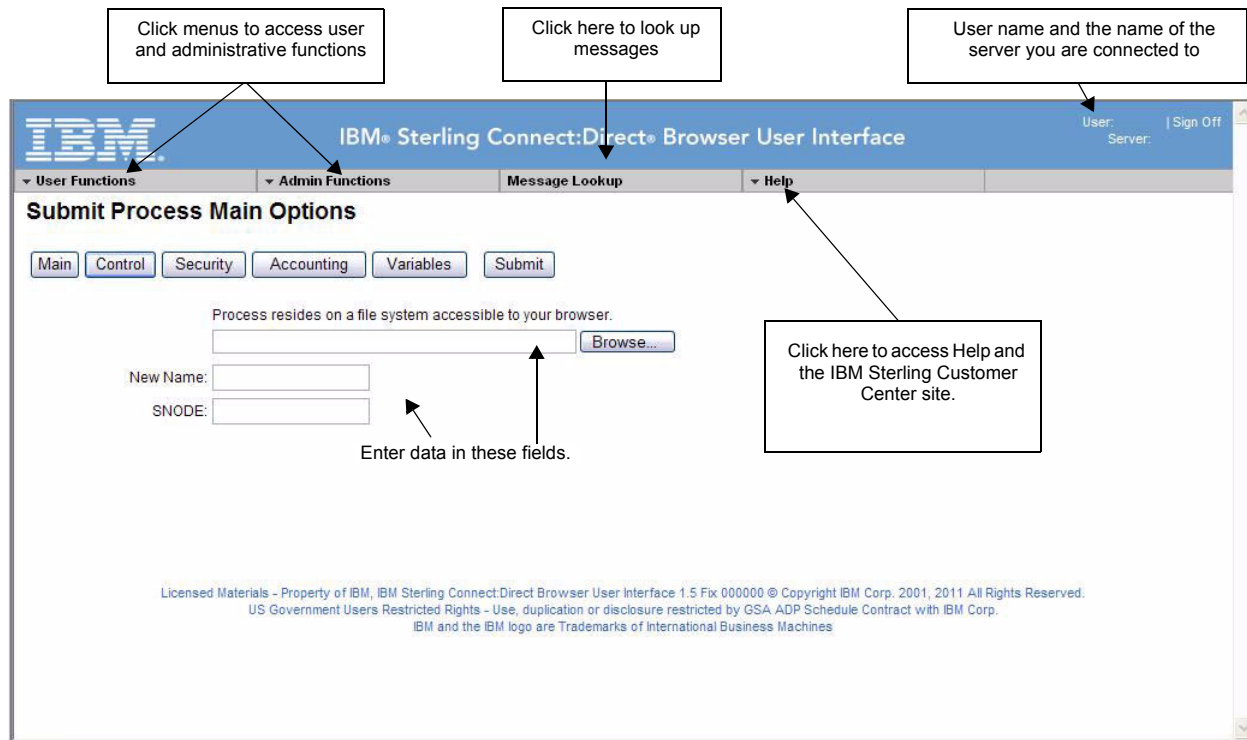 Click menus to access user
and administrative functions
Click here to look up
messages
User name and the name of the
server you are connected to
IBM®
IBM® Sterling Connect:Direct® Browser User Interface
User: | Sign Off
Server:
User Functions
Admin Functions
Message Lookup
Help
Submit Process Main Options
Main
Control
Security
Accounting
Variables
Submit
Process resides on a file system accessible to your browser.
Browse...
New Name:
SNODE:
Enter data in these fields.
Click here to access Help and
the IBM Sterling Customer
Center site.
Licensed Materials - Property of IBM, IBM Sterling Connect:Direct Browser User Interface 1.5 Fix 000000 © Copyright IBM Corp. 2001, 2011 All Rights Reserved.
US Government Users Restricted Rights - Use, duplication or disclosure restricted by GSA ADP Schedule Contract with IBM Corp.
IBM and the IBM logo are Trademarks of International Business Machines